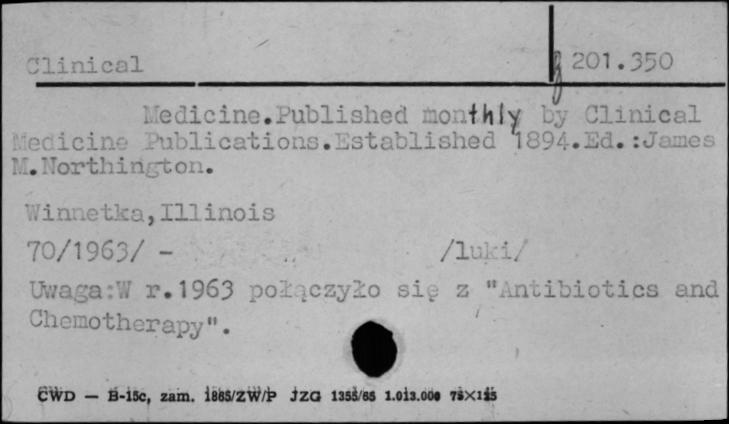 Clinical
z 201.350
Medicine.Published monthly by Clinical
Medicine Publications.Established 1894.Ed.:James
M.Northington.
Winnetka,Illinois
70/1963/ - /luki/
Uwaga:W r.1963 połączyło się z "Antibiotics and
Chemotherapy".
CWD — B-15c, zam. 1865/ZW/P JZG 1355/65 1.013.000 75×125